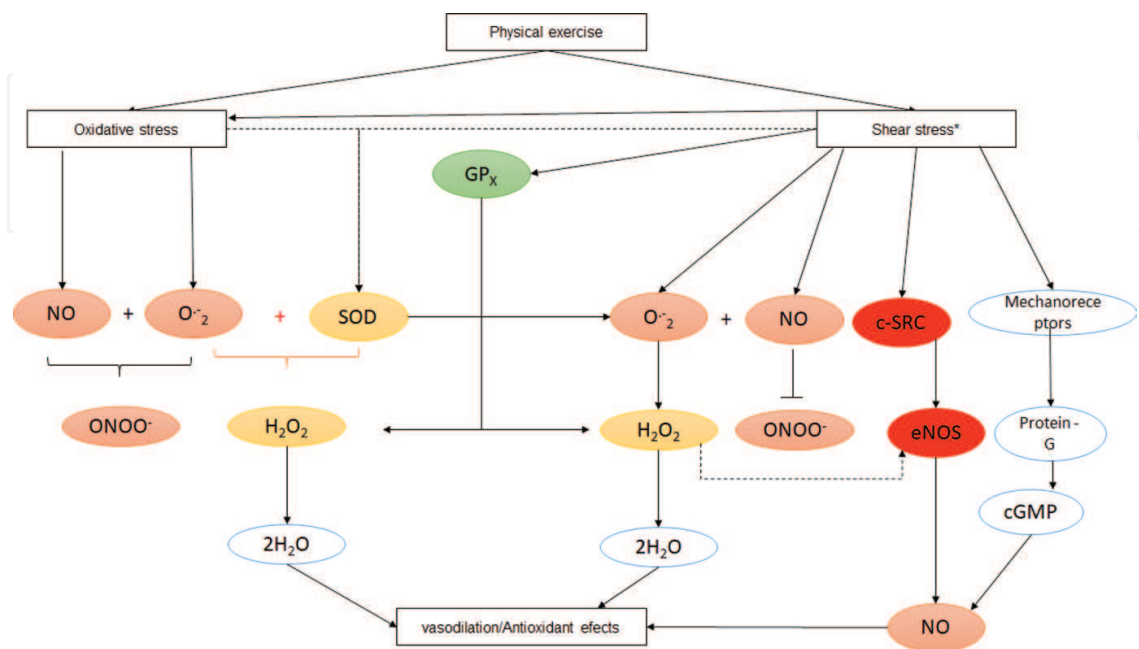 Physical exercise
Oxidative stress
Shear stress*
GPX
NO + O·-2 + SOD
O·-2 + NO
c-SRC
Mechanorece
ptors
ONOO-
H2O2
H2O2
ONOO-
eNOS
Protein -
G
cGMP
2H2O
2H2O
vasodilation/Antioxidant efects
NO